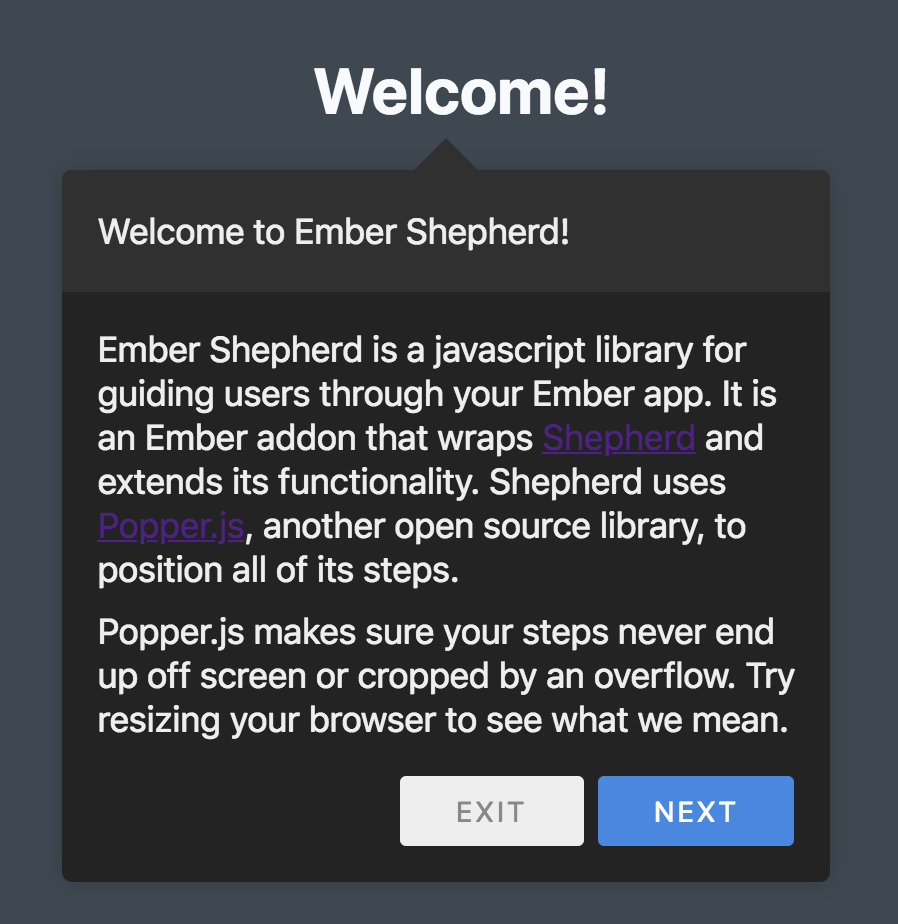 Welcome!
Welcome to Ember Shepherd!
Ember Shepherd is a javascript library for
guiding users through your Ember app. It is
an Ember addon that wraps Shepherd and
extends its functionality. Shepherd uses
Popper.js, another open source library, to
position all of its steps.
Popper.js makes sure your steps never end
up off screen or cropped by an overflow. Try
resizing your browser to see what we mean.
EXIT NEXT